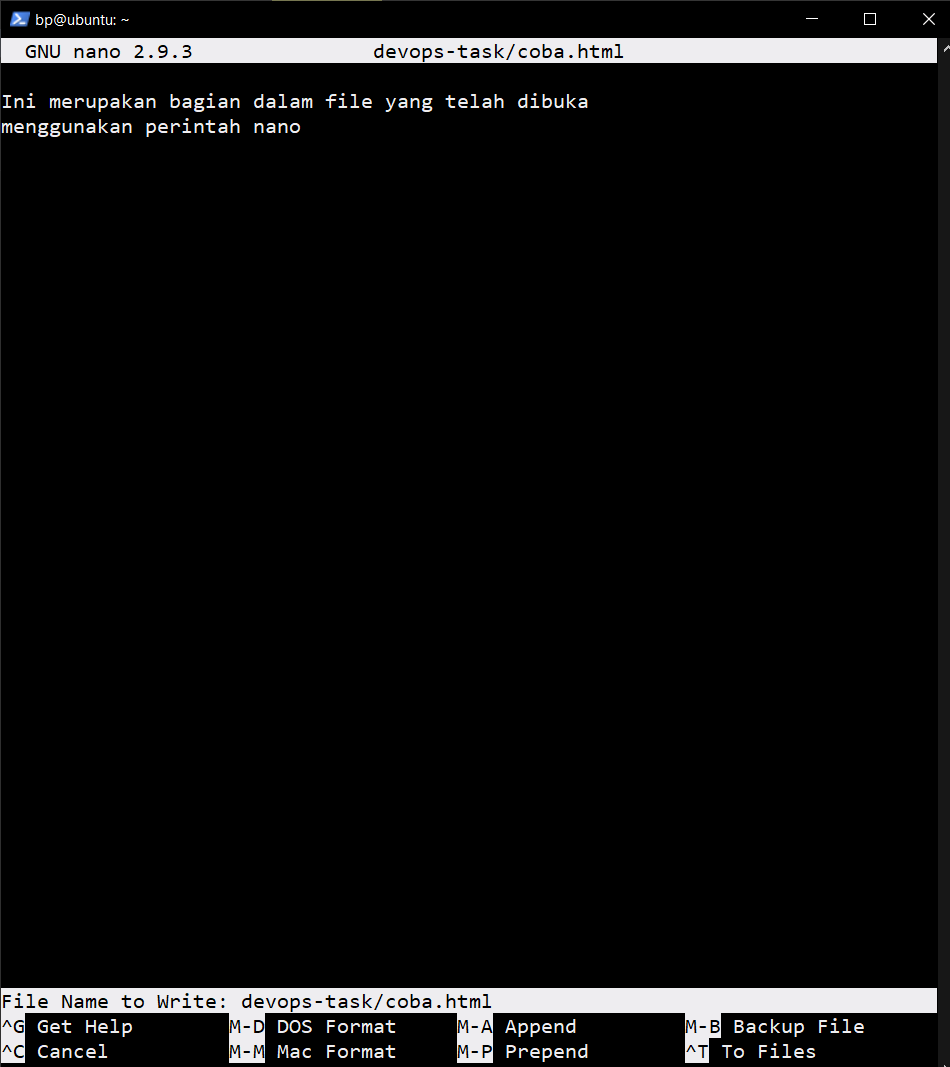 bp@ubuntu: ~
GNU nano 2.9.3 devops-task/coba.html
Ini merupakan bagian dalam file yang telah dibuka
menggunakan perintah nano
File Name to Write: devops-task/coba.html
^G Get Help M-D DOS Format M-A Append M-B Backup File
^C Cancel M-M Mac Format M-P Prepend ^T To Files